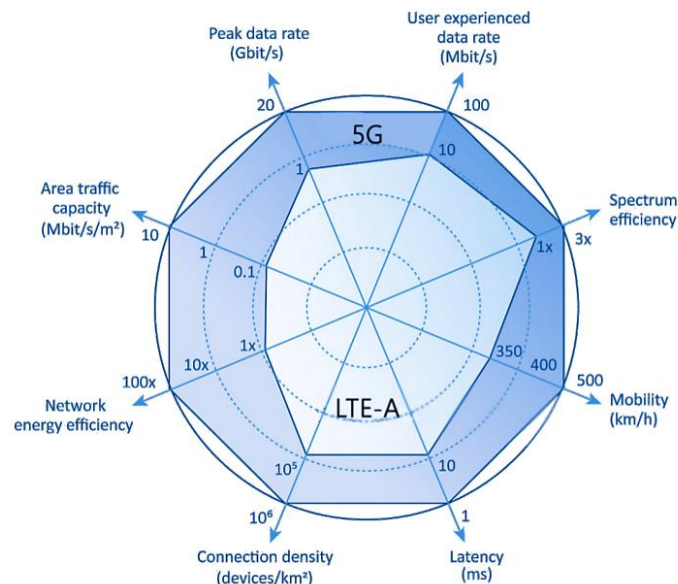 Peak data rate
(Gbit/s)
User experienced
data rate
(Mbit/s)
20
100
5G
1
10
Area traffic
capacity
(Mbit/s/m²)
Spectrum
efficiency
10
1
0.1
1x
3x
1x
10x
100x
350
400
500
Network
energy efficiency
Mobility
(km/h)
LTE-A
10⁵
10
10⁶
1
Connection density
(devices/km²)
Latency
(ms)